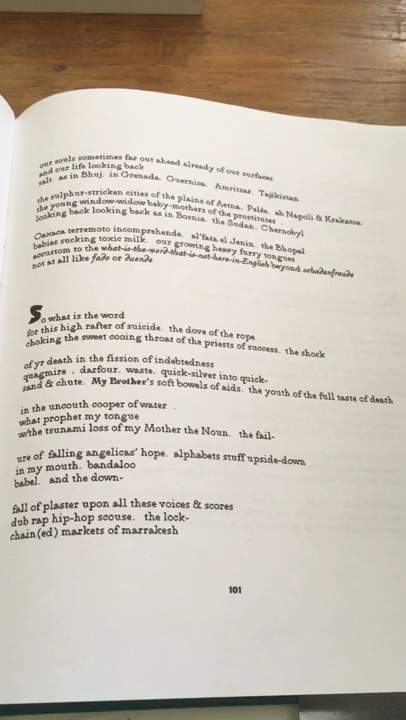 our souls sometimes far out ahead already of our surfaces
and our life looking back
salt. as in Bhuj. in Grenada. Guernica. Amritsar. Tajikistan
the sulphur-stricken cities of the plains of Aetna. Pelée. ab Napoli & Krakatoa
the young window-widow baby-mothers of the prostitutes
looking back looking back as in Bosnia. the Sudan. Chernobyl
Oaxaca terremoto incomprehende. al'fata el Jenin. the Bhopal
babies sucking toxic milk. our growing heavy furry tongues
accustom to the what-is-the-word-that-is-not-here-in-English beyond schadenfreude
not at all like fado or duende
So what is the word
for this high rafter of suicide. the dove of the rope
choking the sweet cooing throat of the priests of success. the shock
of yr death in the fission of indebtedness
quagmire . darfour. waste. quick-silver into quick-
sand & chute. My Brother's soft bowels of aids. the youth of the full taste of death
in the uncouth cooper of water .
what prophet my tongue
w/the tsunami loss of my Mother the Noun. the fail-
ure of falling angelicas' hope. alphabets stuff upside-down
in my mouth. bandaloo
babel. and the down-
fall of plaster upon all these voices & scores
dub rap hip-hop scouse. the lock-
chain(ed) markets of marrakesh
101